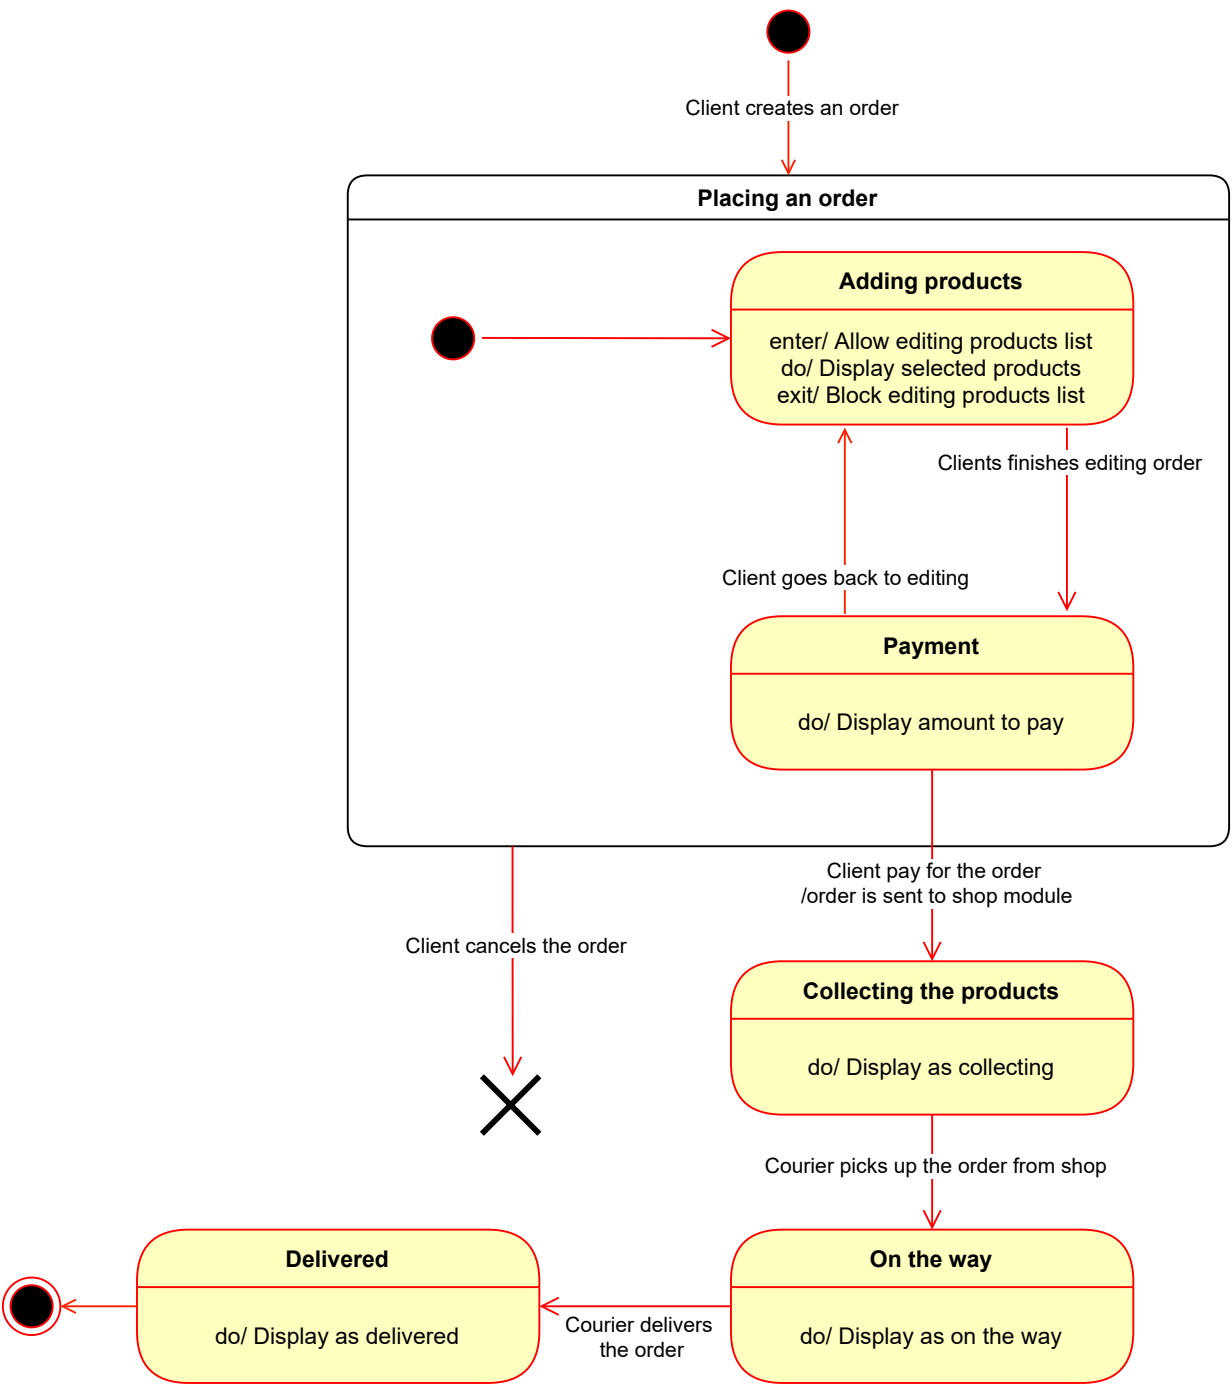 Client creates an order
Placing an order
Adding products
enter/ Allow editing products list
do/ Display selected products
exit/ Block editing products list
Clients finishes editing order
Client goes back to editing
Payment
do/ Display amount to pay
Client pay for the order
/order is sent to shop module
Client cancels the order
Collecting the products
do/ Display as collecting
Courier picks up the order from shop
Delivered
do/ Display as delivered
Courier delivers
the order
On the way
do/ Display as on the way